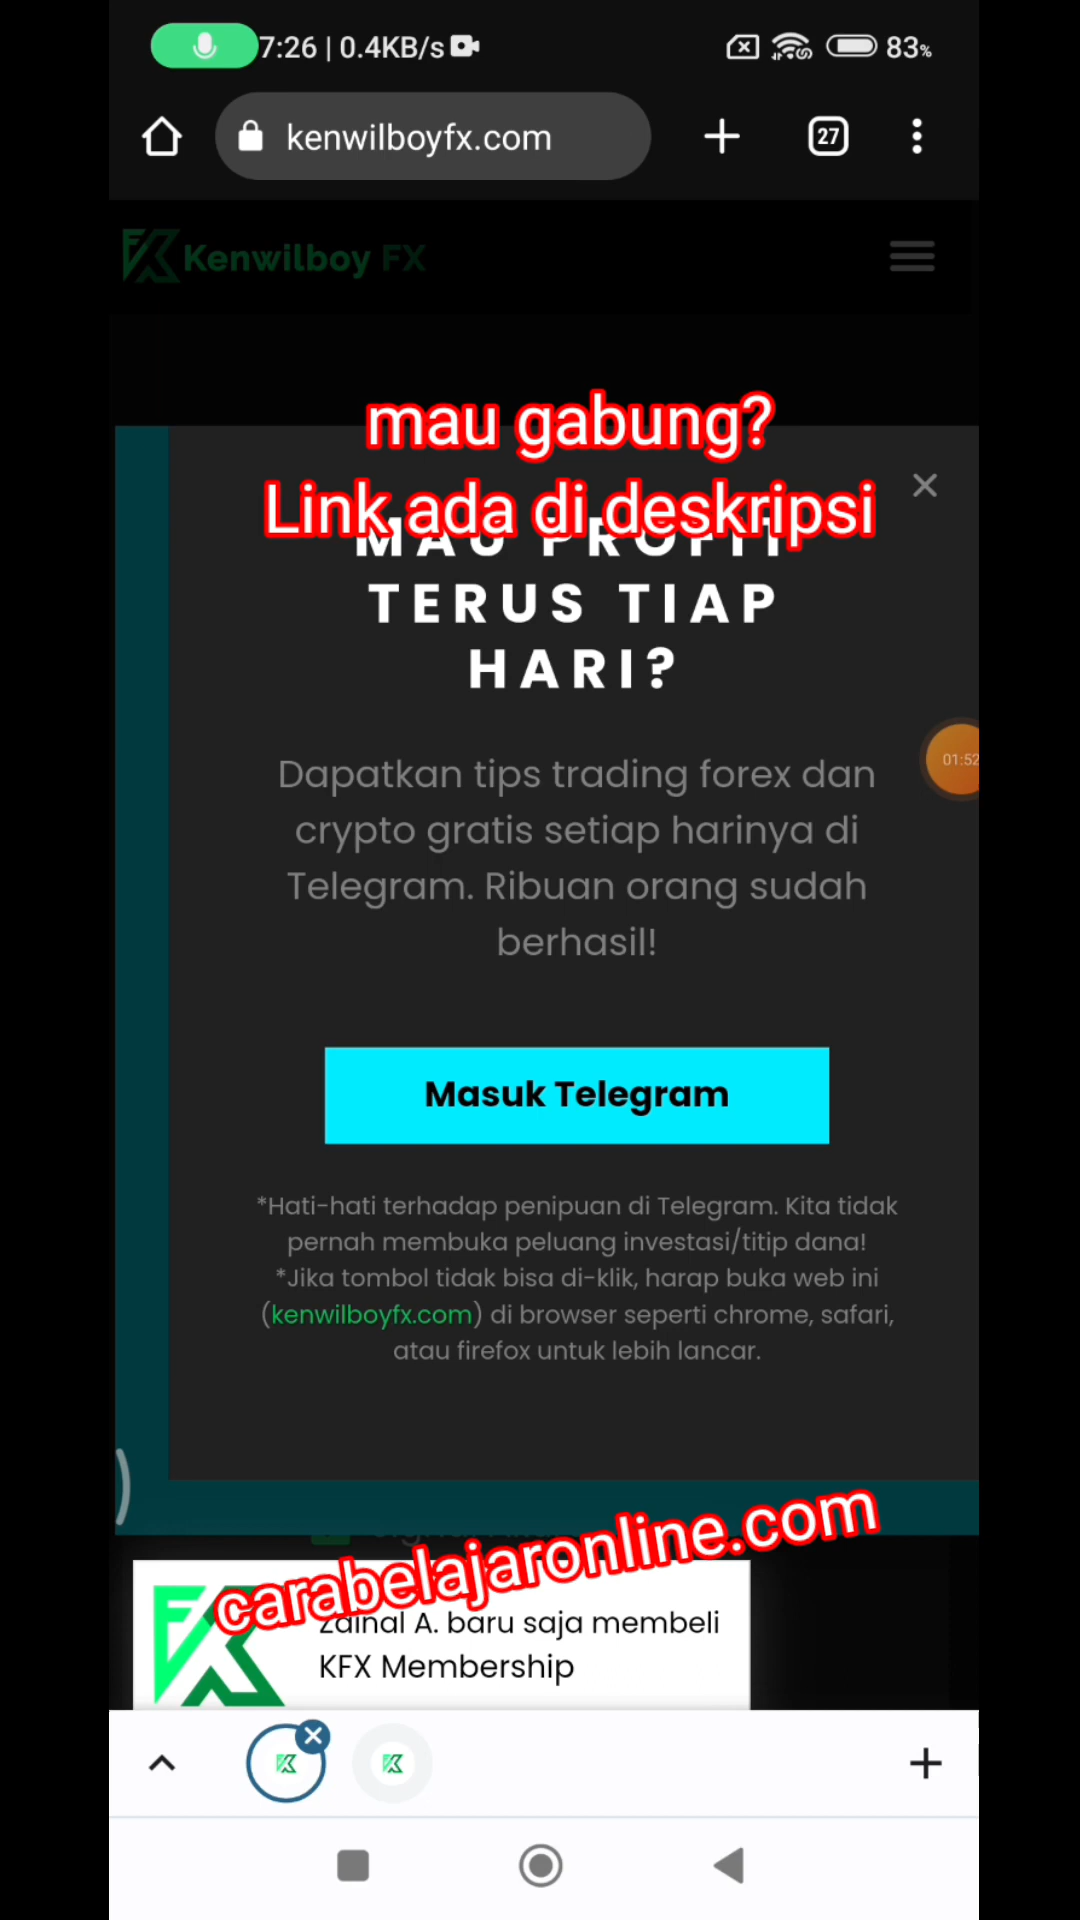 7:26 | 0.4KB/s
83%
kenwilboyfx.com
27
Kenwilboy FX
mau gabung?
Link ada di deskripsi
MAU PROFIT
TERUS TIAP
HARI?
01:52
Dapatkan tips trading forex dan
crypto gratis setiap harinya di
Telegram. Ribuan orang sudah
berhasil!
Masuk Telegram
*Hati-hati terhadap penipuan di Telegram. Kita tidak
pernah membuka peluang investasi/titip dana!
*Jika tombol tidak bisa di-klik, harap buka web ini
(kenwilboyfx.com) di browser seperti chrome, safari,
atau firefox untuk lebih lancar.
carabelajaronline.com
Zainal A. baru saja membeli
KFX Membership